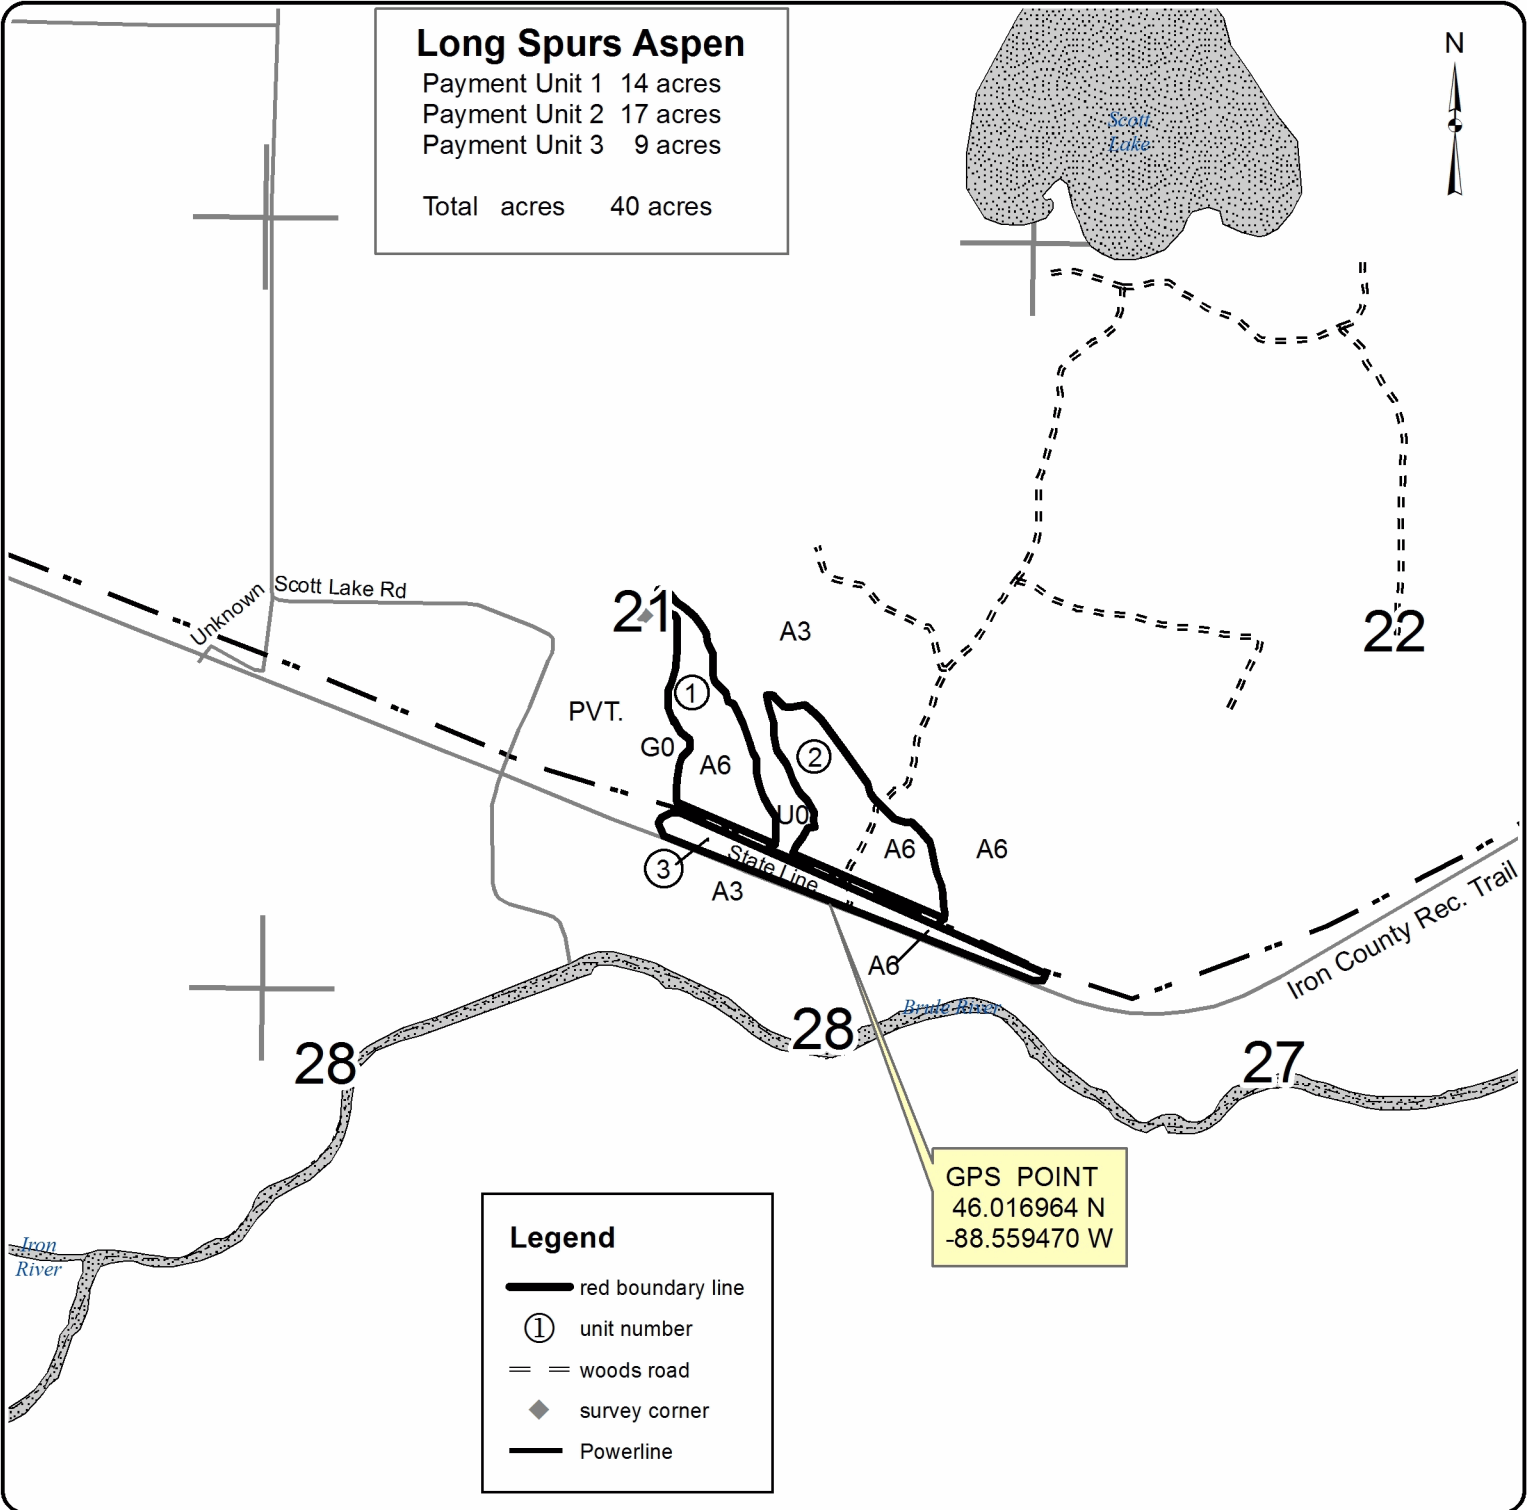 Long Spurs Aspen
Payment Unit 1 14 acres
Payment Unit 2 17 acres
Payment Unit 3 9 acres
Total acres 40 acres
N
Scott
Lake
Scott Lake Rd
Unknown
21
22
A3
1
PVT.
G0
A6
2
U0
A6
A6
3
State Line
A3
A6
Iron County Rec. Trail
Brule River
28
28
27
GPS POINT
46.016964 N
-88.559470 W
Iron
River
Legend
red boundary line
1 unit number
woods road
survey corner
Powerline